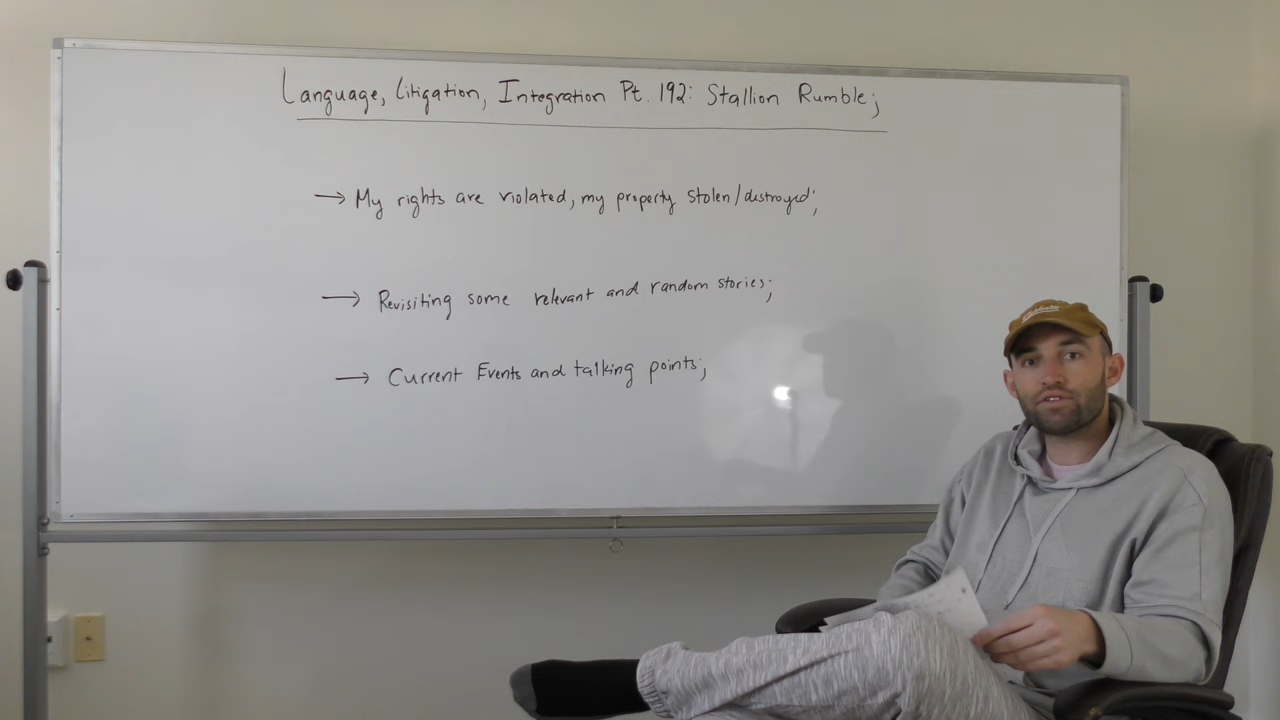 Language, Litigation, Integration Pt. 192: Stallion Rumble;
→ My rights are violated, my property stolen/destroyed;
→ Revisiting some relevant and random stories;
→ Current Events and talking points;